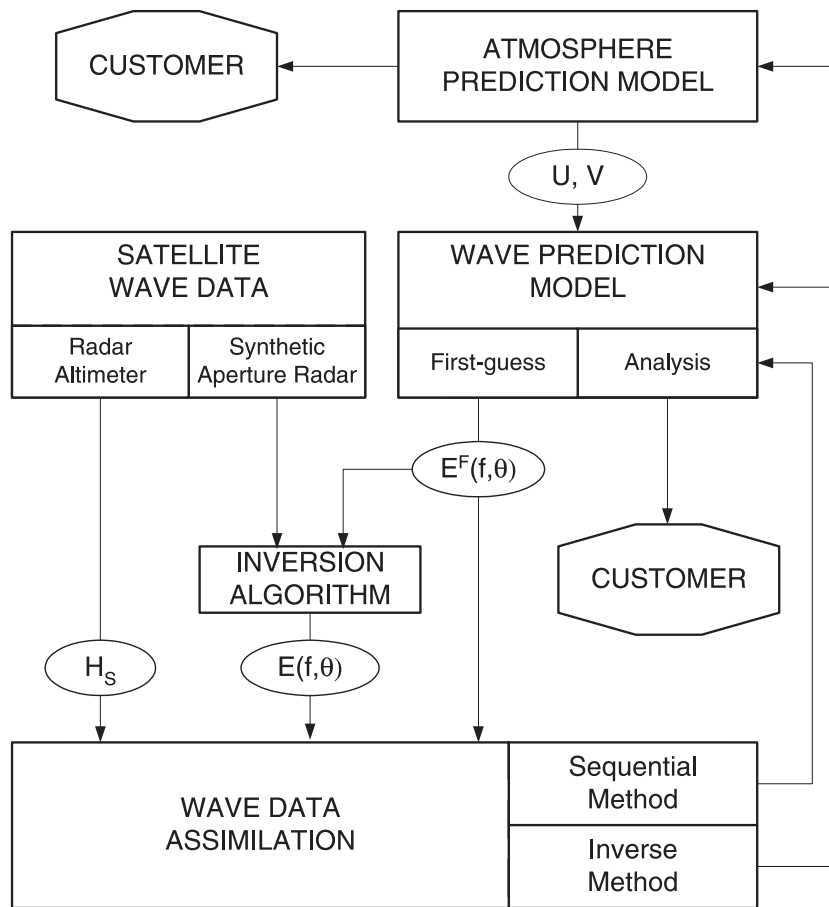 CUSTOMER
ATMOSPHERE
PREDICTION MODEL
U, V
SATELLITE
WAVE DATA
Radar
Altimeter
Synthetic
Aperture Radar
WAVE PREDICTION
MODEL
First-guess
Analysis
E^F(f,θ)
INVERSION
ALGORITHM
CUSTOMER
H_S
E(f,θ)
WAVE DATA
ASSIMILATION
Sequential
Method
Inverse
Method